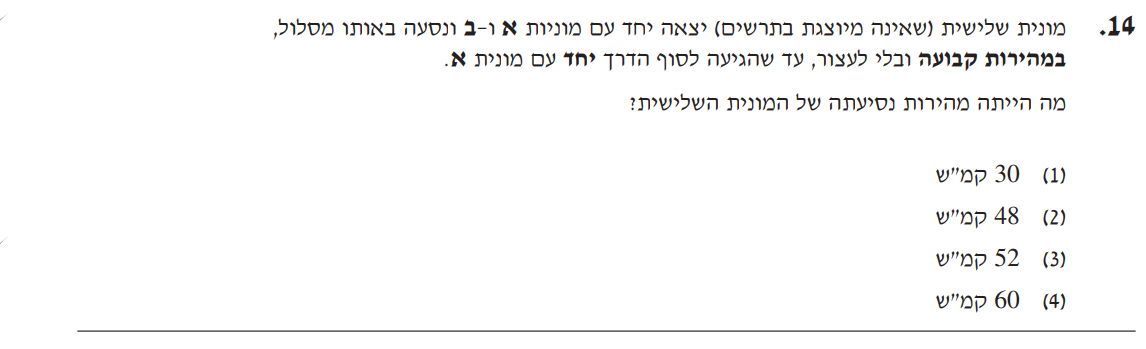 14. מונית שלישית (שאינה מיוצגת בתרשים) יצאה יחד עם מוניות א ו-ב ונסעה באותו מסלול,
במהירות קבועה ובלי לעצור, עד שהגיעה לסוף הדרך יחד עם מונית א.
מה הייתה מהירות נסיעתה של המונית השלישית?
(1) 30 קמ"ש
(2) 48 קמ"ש
(3) 52 קמ"ש
(4) 60 קמ"ש